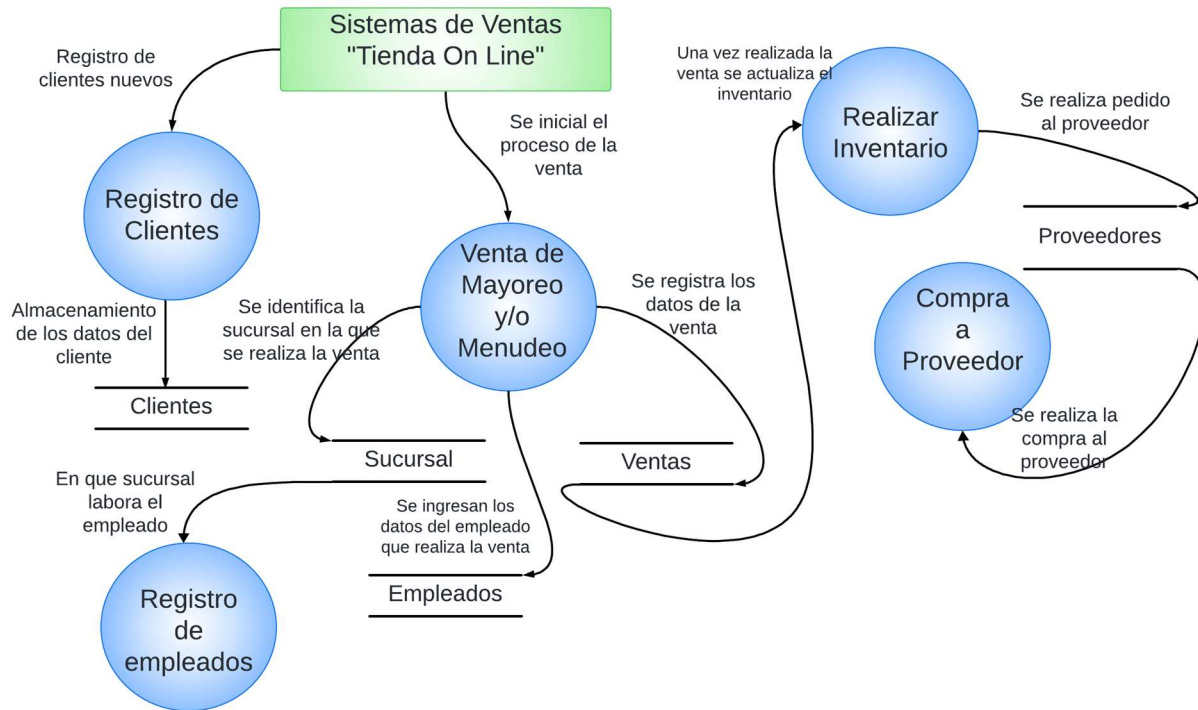 Sistemas de Ventas
"Tienda On Line"
Registro de
clientes nuevos
Se inicial el
proceso de la
venta
Una vez realizada la
venta se actualiza el
inventario
Realizar
Inventario
Se realiza pedido
al proveedor
Proveedores
Registro de
Clientes
Venta de
Mayoreo
y/o
Menudeo
Se registra los
datos de la
venta
Compra
a
Proveedor
Almacenamiento
de los datos del
cliente
Se identifica la
sucursal en la que
se realiza la venta
Clientes
Se realiza la
compra al
proveedor
Sucursal
Ventas
En que sucursal
labora el
empleado
Se ingresan los
datos del empleado
que realiza la venta
Empleados
Registro
de
empleados